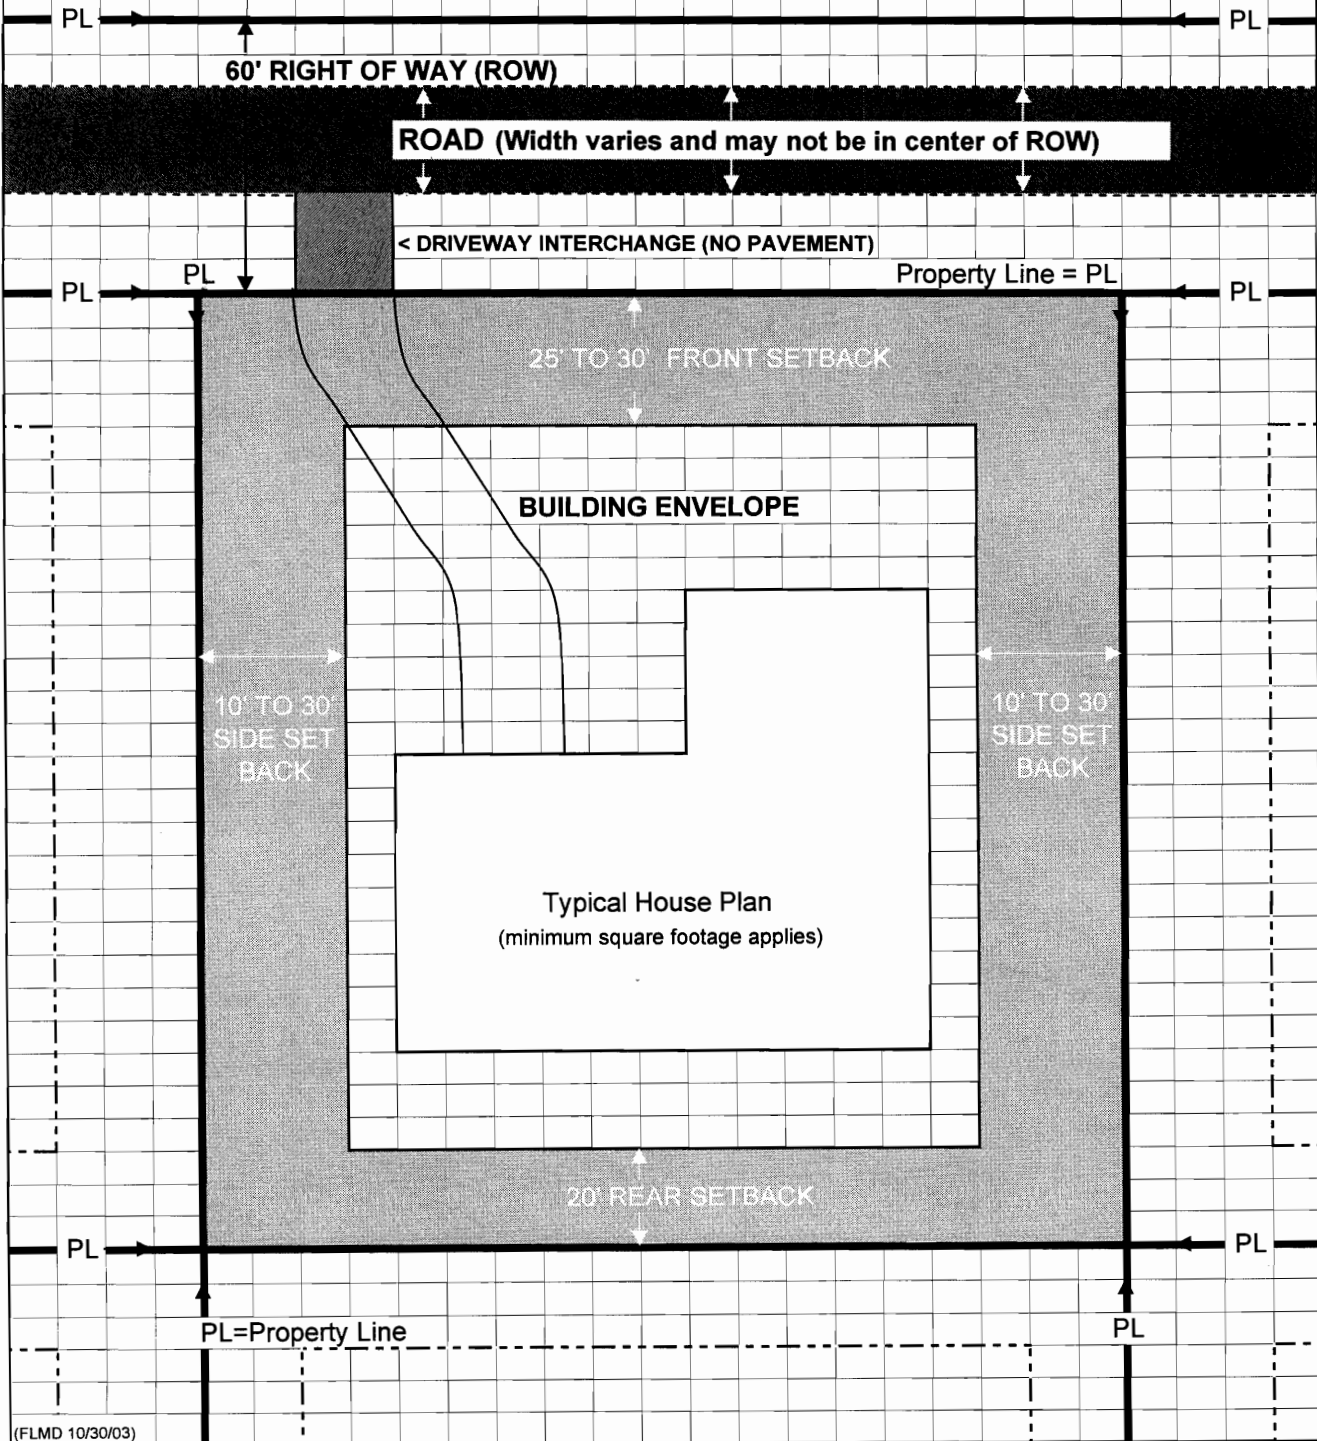 PL PL
60' RIGHT OF WAY (ROW)
ROAD (Width varies and may not be in center of ROW)
< DRIVEWAY INTERCHANGE (NO PAVEMENT)
PL Property Line = PL
PL PL
25' TO 30' FRONT SETBACK
BUILDING ENVELOPE
10' TO 30'
SIDE SET
BACK
10' TO 30'
SIDE SET
BACK
Typical House Plan
(minimum square footage applies)
20' REAR SETBACK
PL PL
PL=Property Line PL
(FLMD 10/30/03)